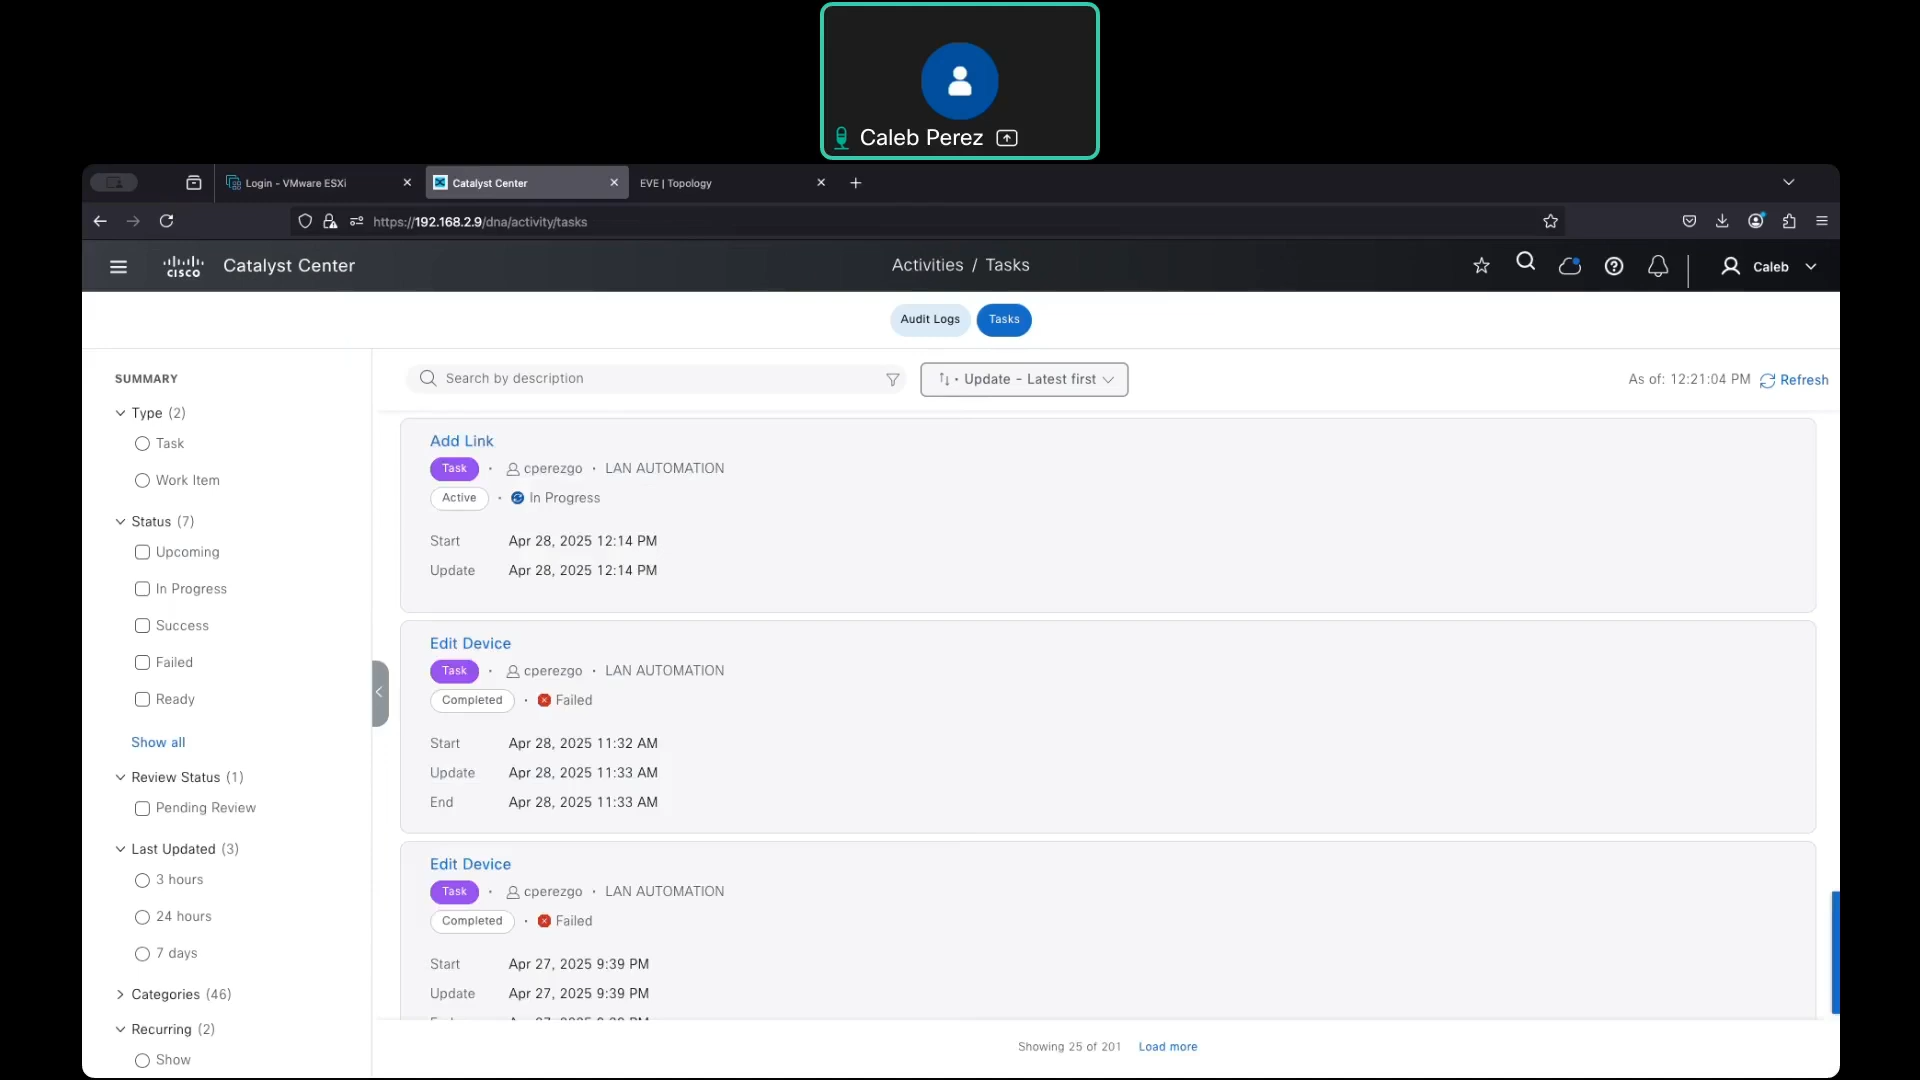 Caleb Perez
Login - VMware ESXi
Catalyst Center
EVE | Topology
https://192.168.2.9/dna/activity/tasks
CISCO Catalyst Center
Activities / Tasks
Caleb
Audit Logs
Tasks
SUMMARY
Type (2)
Task
Work Item
Status (7)
Upcoming
In Progress
Success
Failed
Ready
Show all
Review Status (1)
Pending Review
Last Updated (3)
3 hours
24 hours
7 days
Categories (46)
Recurring (2)
Show
Search by description
Update - Latest first
As of: 12:21:04 PM
Refresh
Add Link
Task · cperezgo · LAN AUTOMATION
Active · In Progress
Start Apr 28, 2025 12:14 PM
Update Apr 28, 2025 12:14 PM
Edit Device
Task · cperezgo · LAN AUTOMATION
Completed · Failed
Start Apr 28, 2025 11:32 AM
Update Apr 28, 2025 11:33 AM
End Apr 28, 2025 11:33 AM
Edit Device
Task · cperezgo · LAN AUTOMATION
Completed · Failed
Start Apr 27, 2025 9:39 PM
Update Apr 27, 2025 9:39 PM
Showing 25 of 201 Load more